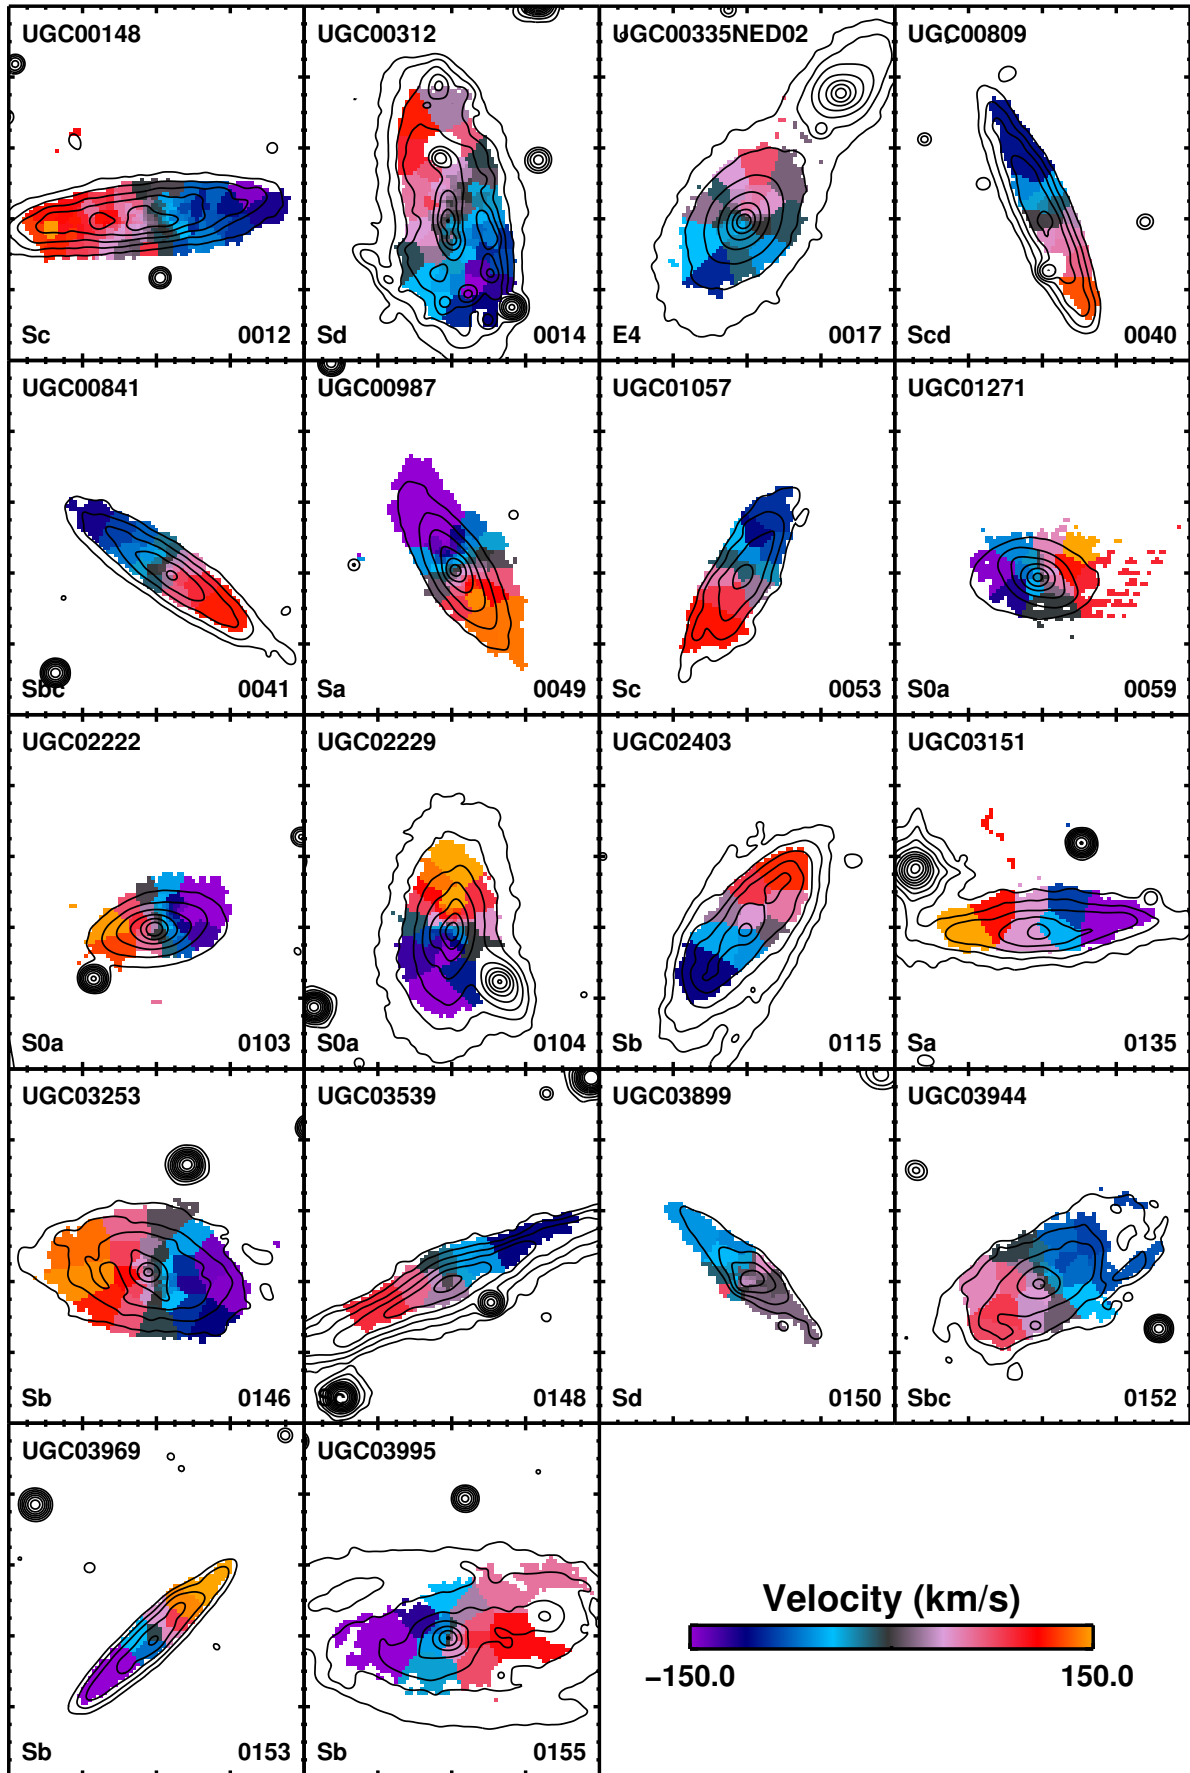 UGC00148 UGC00312 UGC00335NED02 UGC00809
Sc 0012 Sd 0014 E4 0017 Scd 0040
UGC00841 UGC00987 UGC01057 UGC01271
Sbc 0041 Sa 0049 Sc 0053 S0a 0059
UGC02222 UGC02229 UGC02403 UGC03151
S0a 0103 S0a 0104 Sb 0115 Sa 0135
UGC03253 UGC03539 UGC03899 UGC03944
Sb 0146 0148 Sd 0150 Sbc 0152
UGC03969 UGC03995
Velocity (km/s)
−150.0 150.0
Sb 0153 Sb 0155